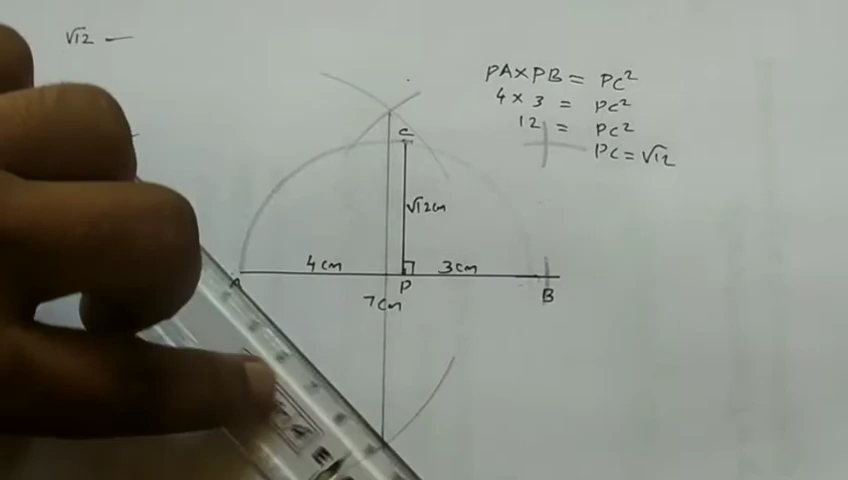 √12 —
PA×PB = PC²
4 × 3 = PC²
12 = PC²
PC = √12
C
√12cm
4cm
3cm
A
P
B
7cm